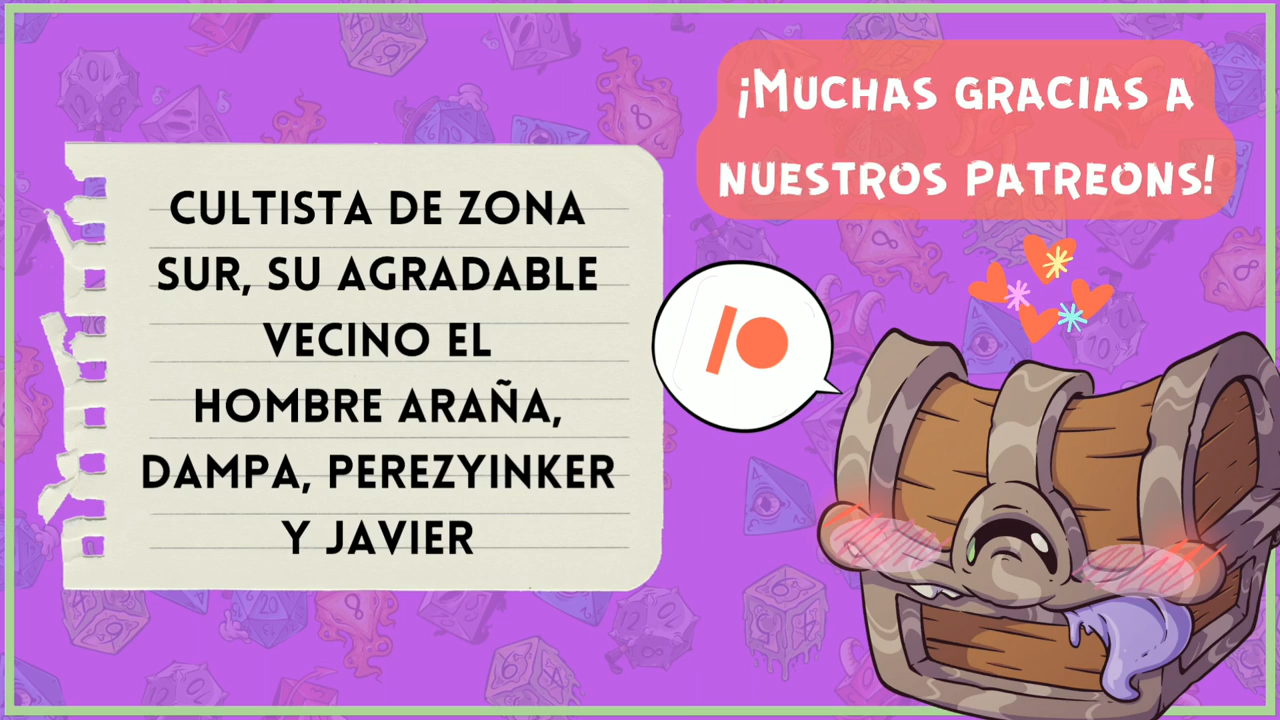 ¡MUCHAS GRACIAS A
NUESTROS PATREONS!
CULTISTA DE ZONA
SUR, SU AGRADABLE
VECINO EL
HOMBRE ARAÑA,
DAMPA, PEREZYINKER
Y JAVIER